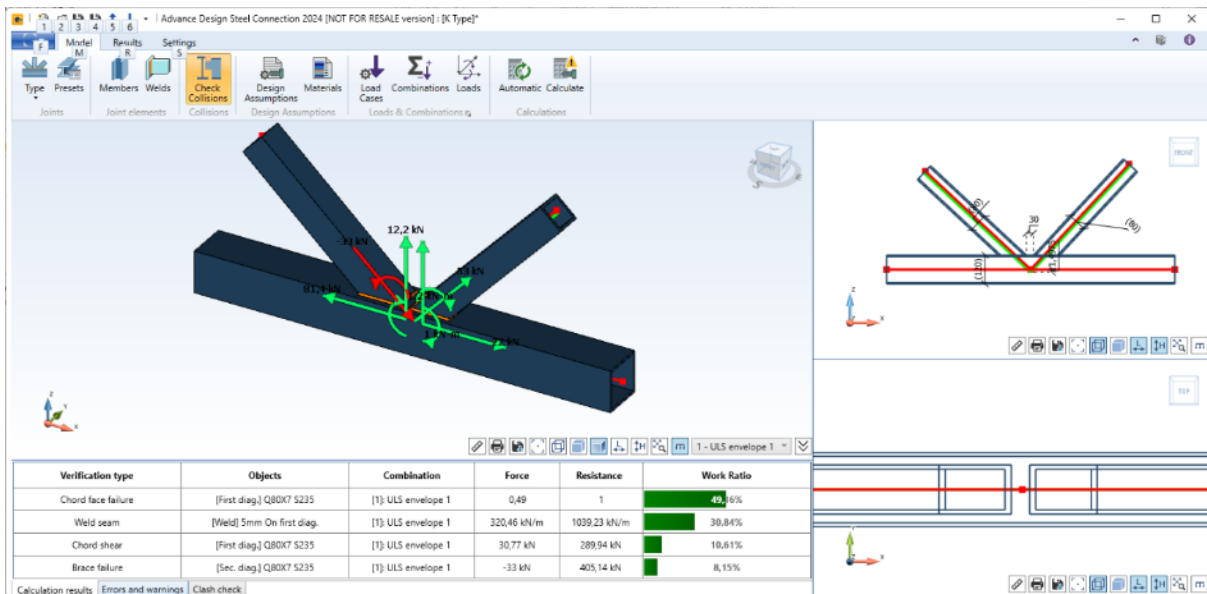 Advance Design Steel Connection 2024 [NOT FOR RESALE version] : [K Type]*
1 2 3 4 5 6
F Model Results Settings
M R S
Type Presets Members Welds Check Collisions Design Assumptions Materials Load Cases Combinations Loads Automatic Calculate
Joints Joint elements Collisions Design Assumptions Loads & Combinations Calculations
FRONT
12,2 kN
-33 kN
33 kN
81,4 kN
1 kN·m
30
(80)
(120)
Z
X
Z
Y
X
1 - ULS envelope 1
m
m
TOP
Verification type Objects Combination Force Resistance Work Ratio
Chord face failure [First diag.] Q80X7 S235 [1]: ULS envelope 1 0,49 1 49,16%
Weld seam [Weld] 5mm On first diag. [1]: ULS envelope 1 320,46 kN/m 1039,23 kN/m 30,84%
Chord shear [First diag.] Q80X7 S235 [1]: ULS envelope 1 30,77 kN 289,94 kN 10,61%
Brace failure [Sec. diag.] Q80X7 S235 [1]: ULS envelope 1 -33 kN 405,14 kN 8,15%
Y
X
m
Calculation results Errors and warnings Clash check